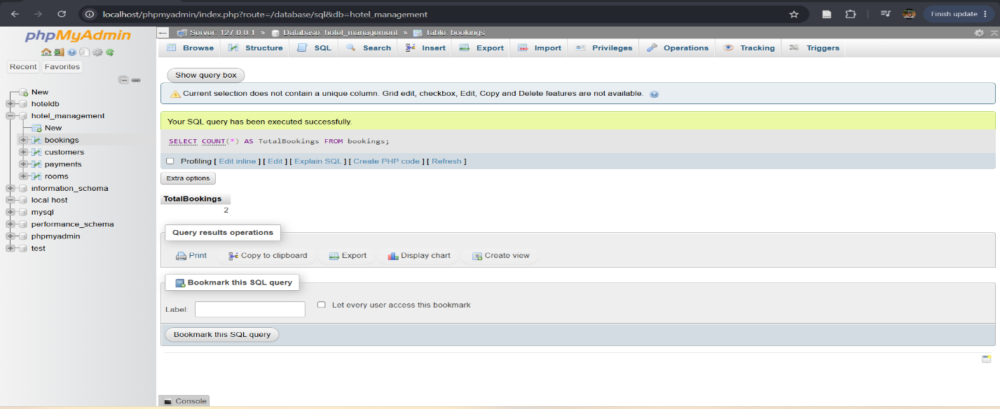 localhost/phpmyadmin/index.php?route=/database/sql&db=hotel_management
Finish update
phpMyAdmin
Recent Favorites
New
hoteldb
hotel_management
New
bookings
customers
payments
rooms
information_schema
local host
mysql
performance_schema
phpmyadmin
test
Server: 127.0.0.1 » Database: hotel_management » Table: bookings
Browse Structure SQL Search Insert Export Import Privileges Operations Tracking Triggers
Show query box
Current selection does not contain a unique column. Grid edit, checkbox, Edit, Copy and Delete features are not available.
Your SQL query has been executed successfully.
SELECT COUNT(*) AS TotalBookings FROM bookings;
Profiling [ Edit inline ] [ Edit ] [ Explain SQL ] [ Create PHP code ] [ Refresh ]
Extra options
TotalBookings
2
Query results operations
Print Copy to clipboard Export Display chart Create view
Bookmark this SQL query
Label: Let every user access this bookmark
Bookmark this SQL query
Console